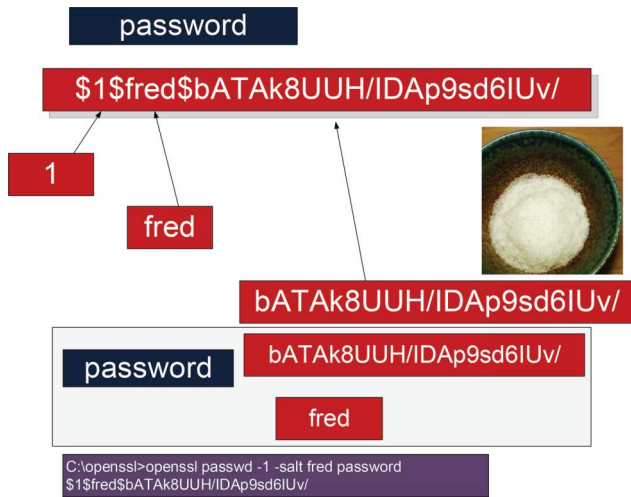 password
$1$fred$bATAk8UUH/IDAp9sd6IUv/
1
fred
bATAk8UUH/IDAp9sd6IUv/
bATAk8UUH/IDAp9sd6IUv/
password
fred
C:\openssl>openssl passwd -1 -salt fred password
$1$fred$bATAk8UUH/IDAp9sd6IUv/